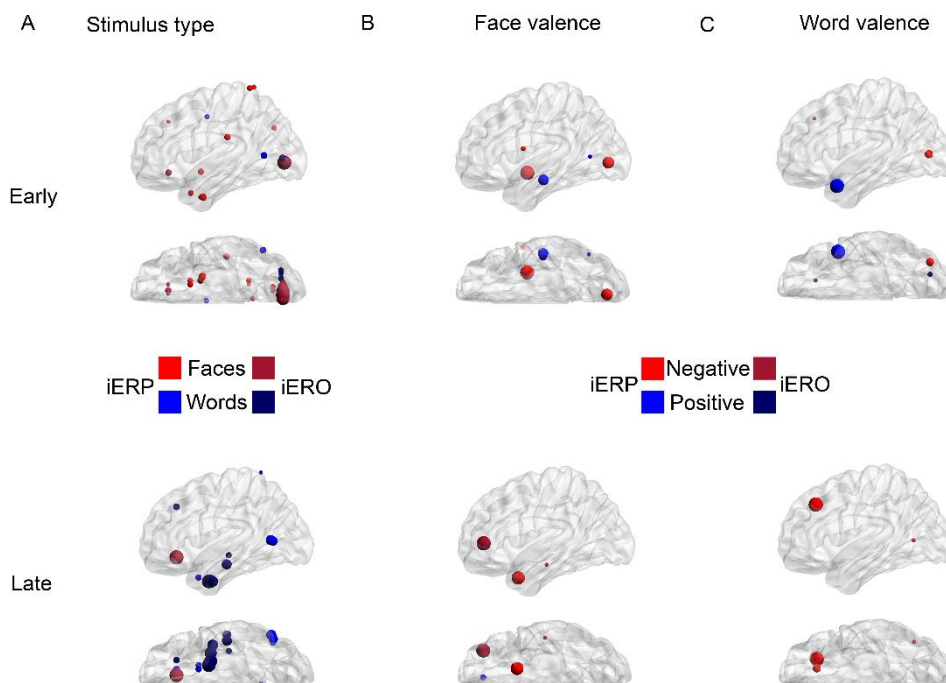 A Stimulus type B Face valence C Word valence
Early
iERP Faces iERO
Words
iERP Negative iERO
Positive
Late